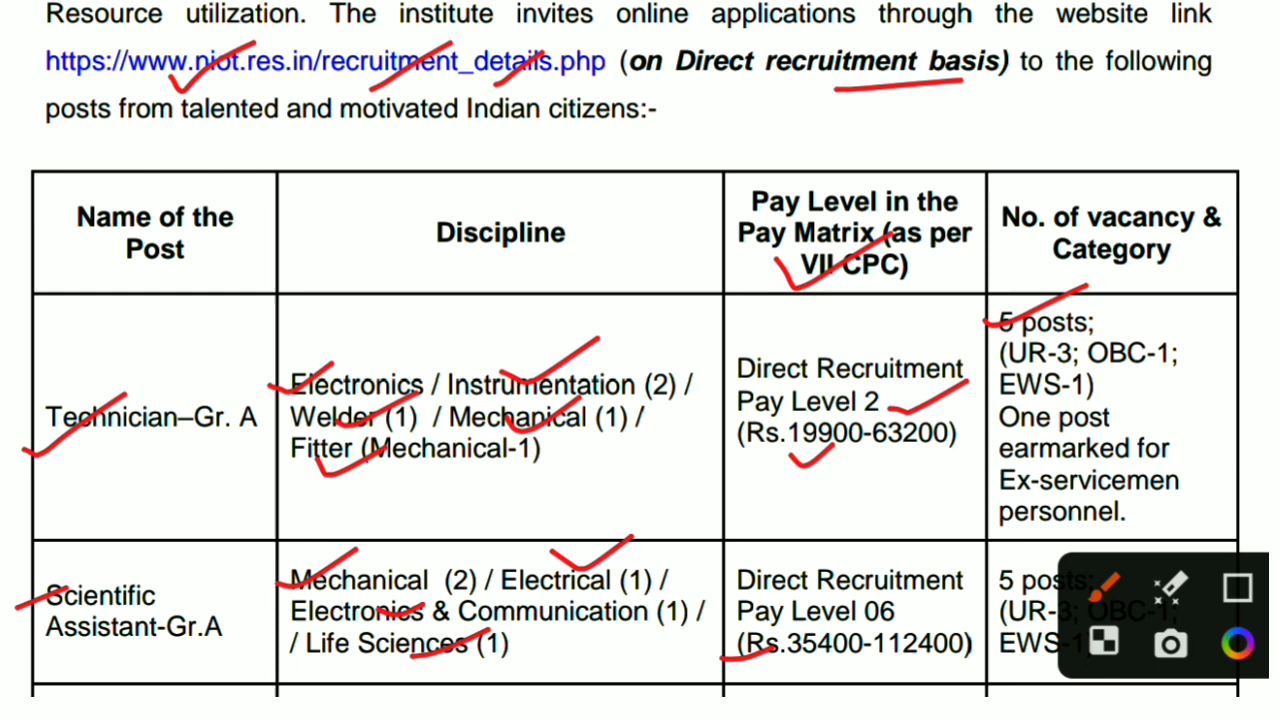 Resource utilization. The institute invites online applications through the website link
https://www.niot.res.in/recruitment_details.php (on Direct recruitment basis) to the following
posts from talented and motivated Indian citizens:-
Name of the
Post
Discipline
Pay Level in the
Pay Matrix (as per
VII CPC)
No. of vacancy &
Category
Technician–Gr. A
Electronics / Instrumentation (2) /
Welder (1) / Mechanical (1) /
Fitter (Mechanical-1)
Direct Recruitment
Pay Level 2
(Rs.19900-63200)
5 posts;
(UR-3; OBC-1;
EWS-1)
One post
earmarked for
Ex-servicemen
personnel.
Scientific
Assistant-Gr.A
Mechanical (2) / Electrical (1) /
Electronics & Communication (1) /
/ Life Sciences (1)
Direct Recruitment
Pay Level 06
(Rs.35400-112400)
5 posts;
(UR-3; OBC-1;
EWS-1)